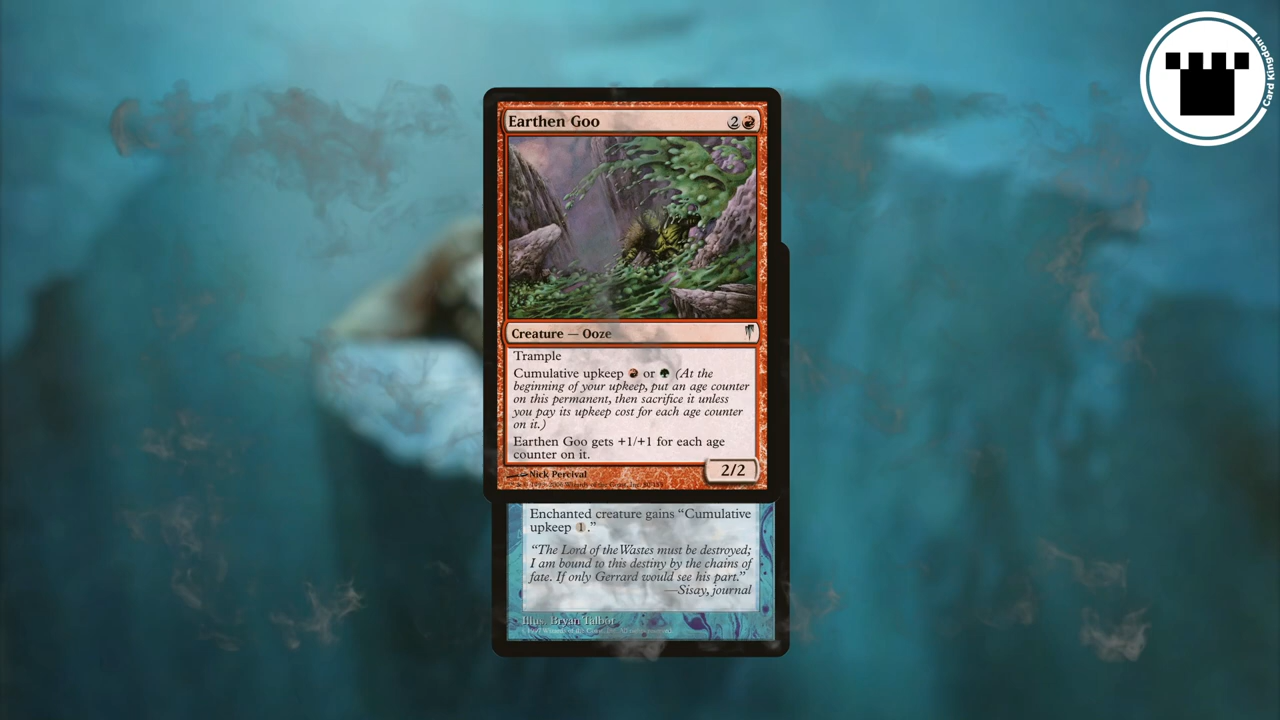 Card Kingdom
Earthen Goo 2
Creature — Ooze
Trample
Cumulative upkeep or (At the
beginning of your upkeep, put an age counter
on this permanent, then sacrifice it unless
you pay its upkeep cost for each age counter
on it.)
Earthen Goo gets +1/+1 for each age
counter on it.
2/2
Nick Percival
Enchanted creature gains “Cumulative
upkeep 1.”
“The Lord of the Wastes must be destroyed;
I am bound to this destiny by the chains of
fate. If only Gerrard would see his part.”
—Sisay, journal
Illus. Bryan Talbot